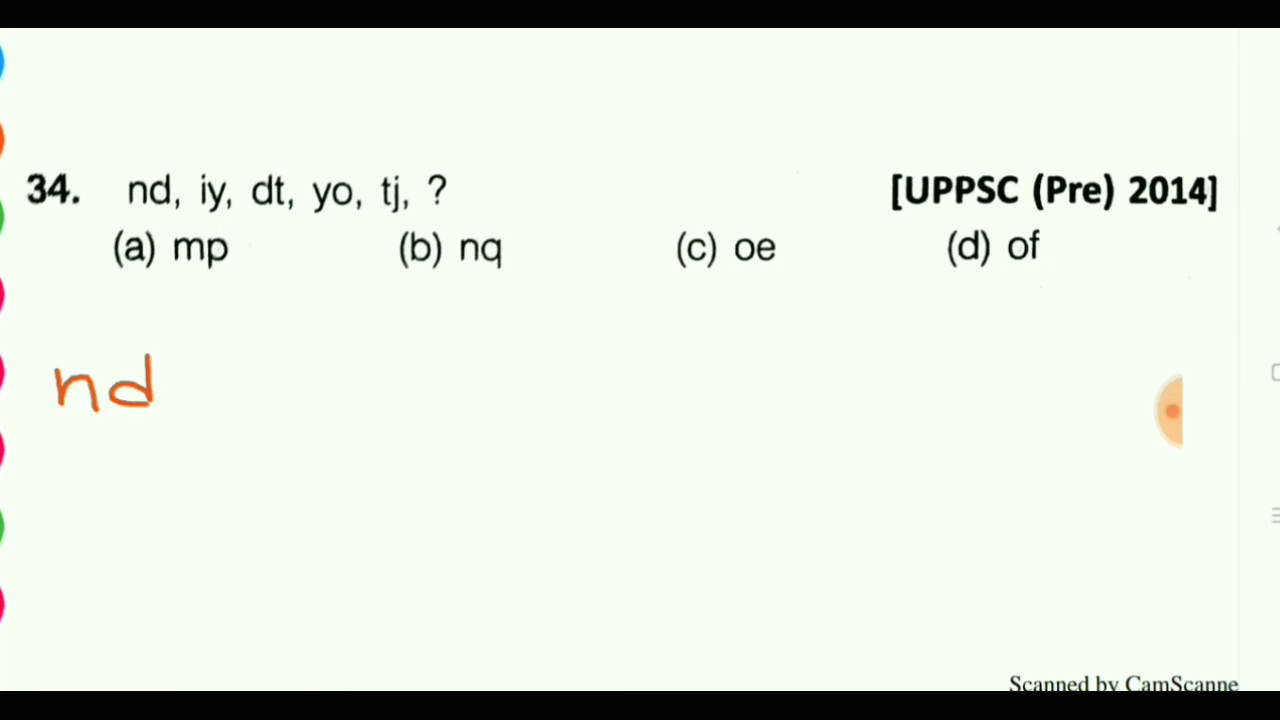 34. nd, iy, dt, yo, tj, ? [UPPSC (Pre) 2014]
(a) mp (b) nq (c) oe (d) of
nd
Scanned by CamScanne